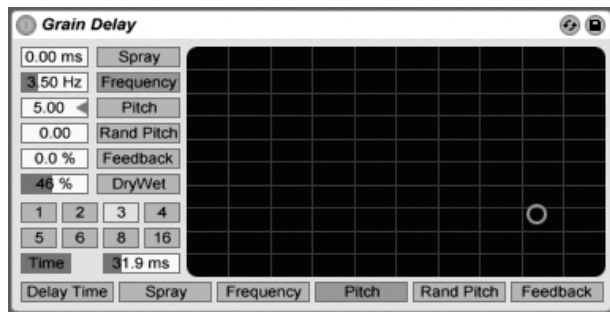 Grain Delay
0.00 ms Spray
3.50 Hz Frequency
5.00 Pitch
0.00 Rand Pitch
0.0 % Feedback
46 % DryWet
1 2 3 4
5 6 8 16
Time 31.9 ms
Delay Time Spray Frequency Pitch Rand Pitch Feedback